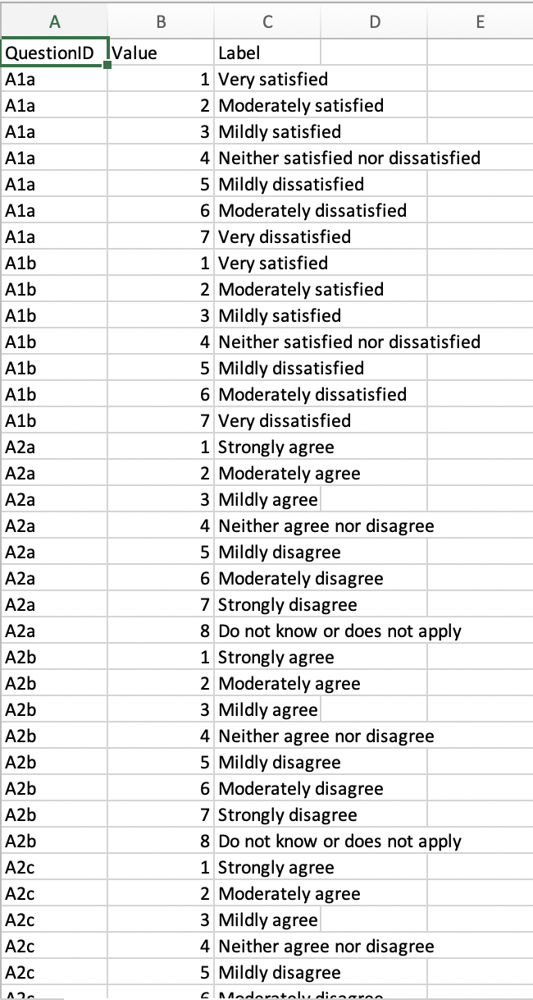 A B C D E
QuestionID Value Label
A1a 1 Very satisfied
A1a 2 Moderately satisfied
A1a 3 Mildly satisfied
A1a 4 Neither satisfied nor dissatisfied
A1a 5 Mildly dissatisfied
A1a 6 Moderately dissatisfied
A1a 7 Very dissatisfied
A1b 1 Very satisfied
A1b 2 Moderately satisfied
A1b 3 Mildly satisfied
A1b 4 Neither satisfied nor dissatisfied
A1b 5 Mildly dissatisfied
A1b 6 Moderately dissatisfied
A1b 7 Very dissatisfied
A2a 1 Strongly agree
A2a 2 Moderately agree
A2a 3 Mildly agree
A2a 4 Neither agree nor disagree
A2a 5 Mildly disagree
A2a 6 Moderately disagree
A2a 7 Strongly disagree
A2a 8 Do not know or does not apply
A2b 1 Strongly agree
A2b 2 Moderately agree
A2b 3 Mildly agree
A2b 4 Neither agree nor disagree
A2b 5 Mildly disagree
A2b 6 Moderately disagree
A2b 7 Strongly disagree
A2b 8 Do not know or does not apply
A2c 1 Strongly agree
A2c 2 Moderately agree
A2c 3 Mildly agree
A2c 4 Neither agree nor disagree
A2c 5 Mildly disagree
A2c 6 Moderately disagree